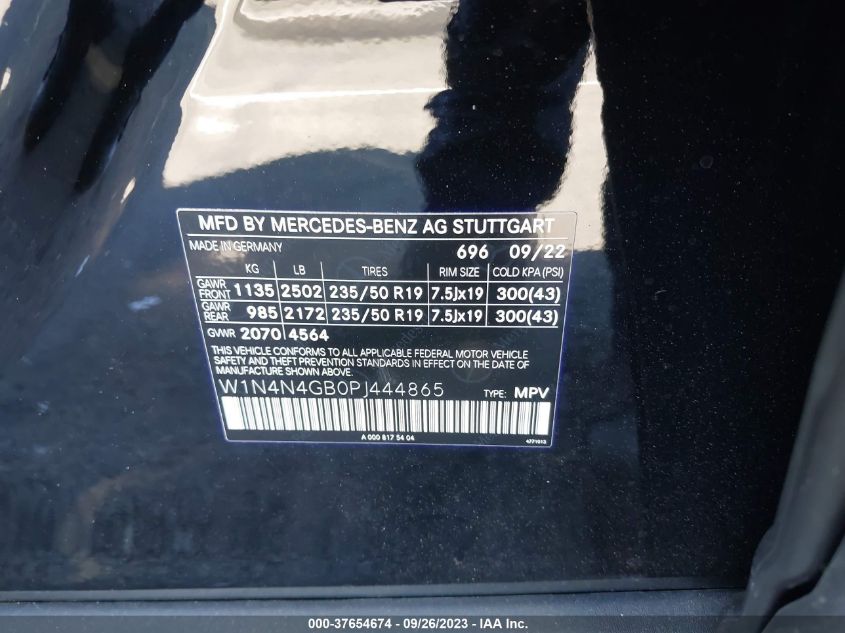 MFD BY MERCEDES-BENZ AG STUTTGART
MADE IN GERMANY 696 09/22
KG LB TIRES RIM SIZE COLD KPA (PSI)
GAWR FRONT 1135 2502 235/50 R19 7.5Jx19 300(43)
GAWR REAR 985 2172 235/50 R19 7.5Jx19 300(43)
GVWR 2070 4564
THIS VEHICLE CONFORMS TO ALL APPLICABLE FEDERAL MOTOR VEHICLE
SAFETY AND THEFT PREVENTION STANDARDS IN EFFECT ON THE DATE OF
MANUFACTURE SHOWN ABOVE.
W1N4N4GB0PJ444865 TYPE: MPV
A 000 817 54 04
000-37654674 / 09/26/2023 / IAA Inc.